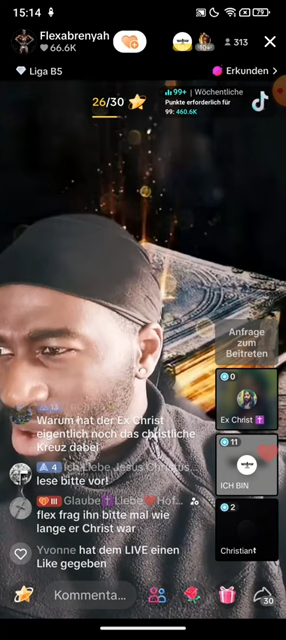 15:14
79
Flexabrenyah
66.6K
10+
313
Liga B5
Erkunden >
26/30
99+ | Wöchentliche
Punkte erforderlich für
99: 460.6K
Anfrage
zum
Beitreten
0
Ex Christ
11
ICH BIN
2
Christian
Warum hat der Ex Christ
eigentlich noch das christliche
Kreuz dabei
4 Ich Liebe Jesus Christus...
lese bitte vor!
III Glaube Liebe Hof...
flex frag ihn bitte mal wie
lange er Christ war
Yvonne hat dem LIVE einen
Like gegeben
Kommenta...
30